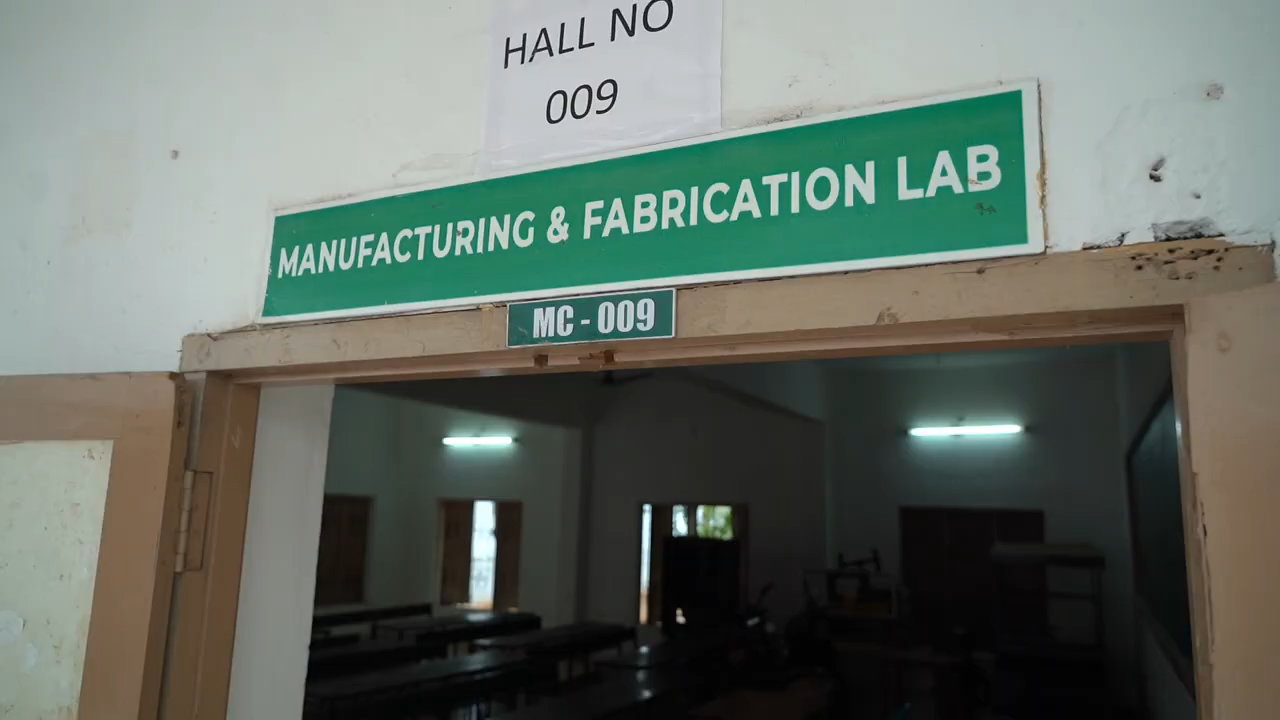 HALL NO
009
MANUFACTURING & FABRICATION LAB
MC - 009